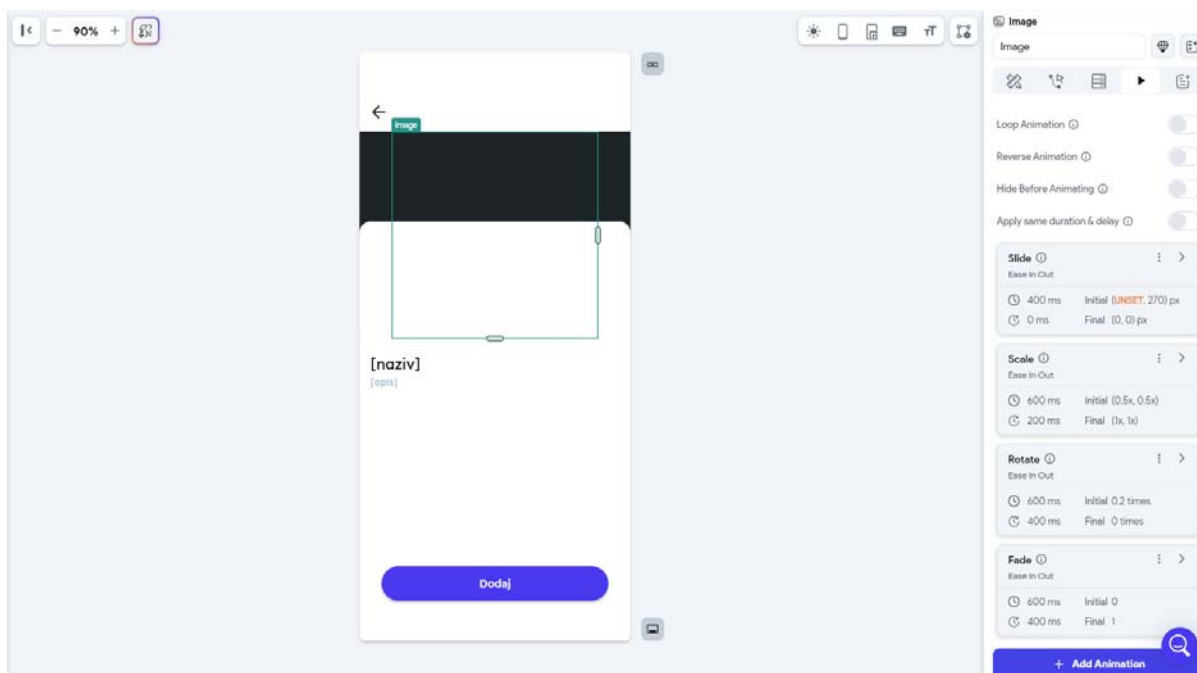 90%
тT
Image
Image
Image
[naziv]
[opis]
Dodaj
Loop Animation
Reverse Animation
Hide Before Animating
Apply same duration & delay
Slide
Ease In Out
400 ms Initial (UNSET, 270) px
0 ms Final (0, 0) px
Scale
Ease In Out
600 ms Initial (0.5x, 0.5x)
200 ms Final (1x, 1x)
Rotate
Ease In Out
600 ms Initial 0.2 times
400 ms Final 0 times
Fade
Ease In Out
600 ms Initial 0
400 ms Final 1
+ Add Animation